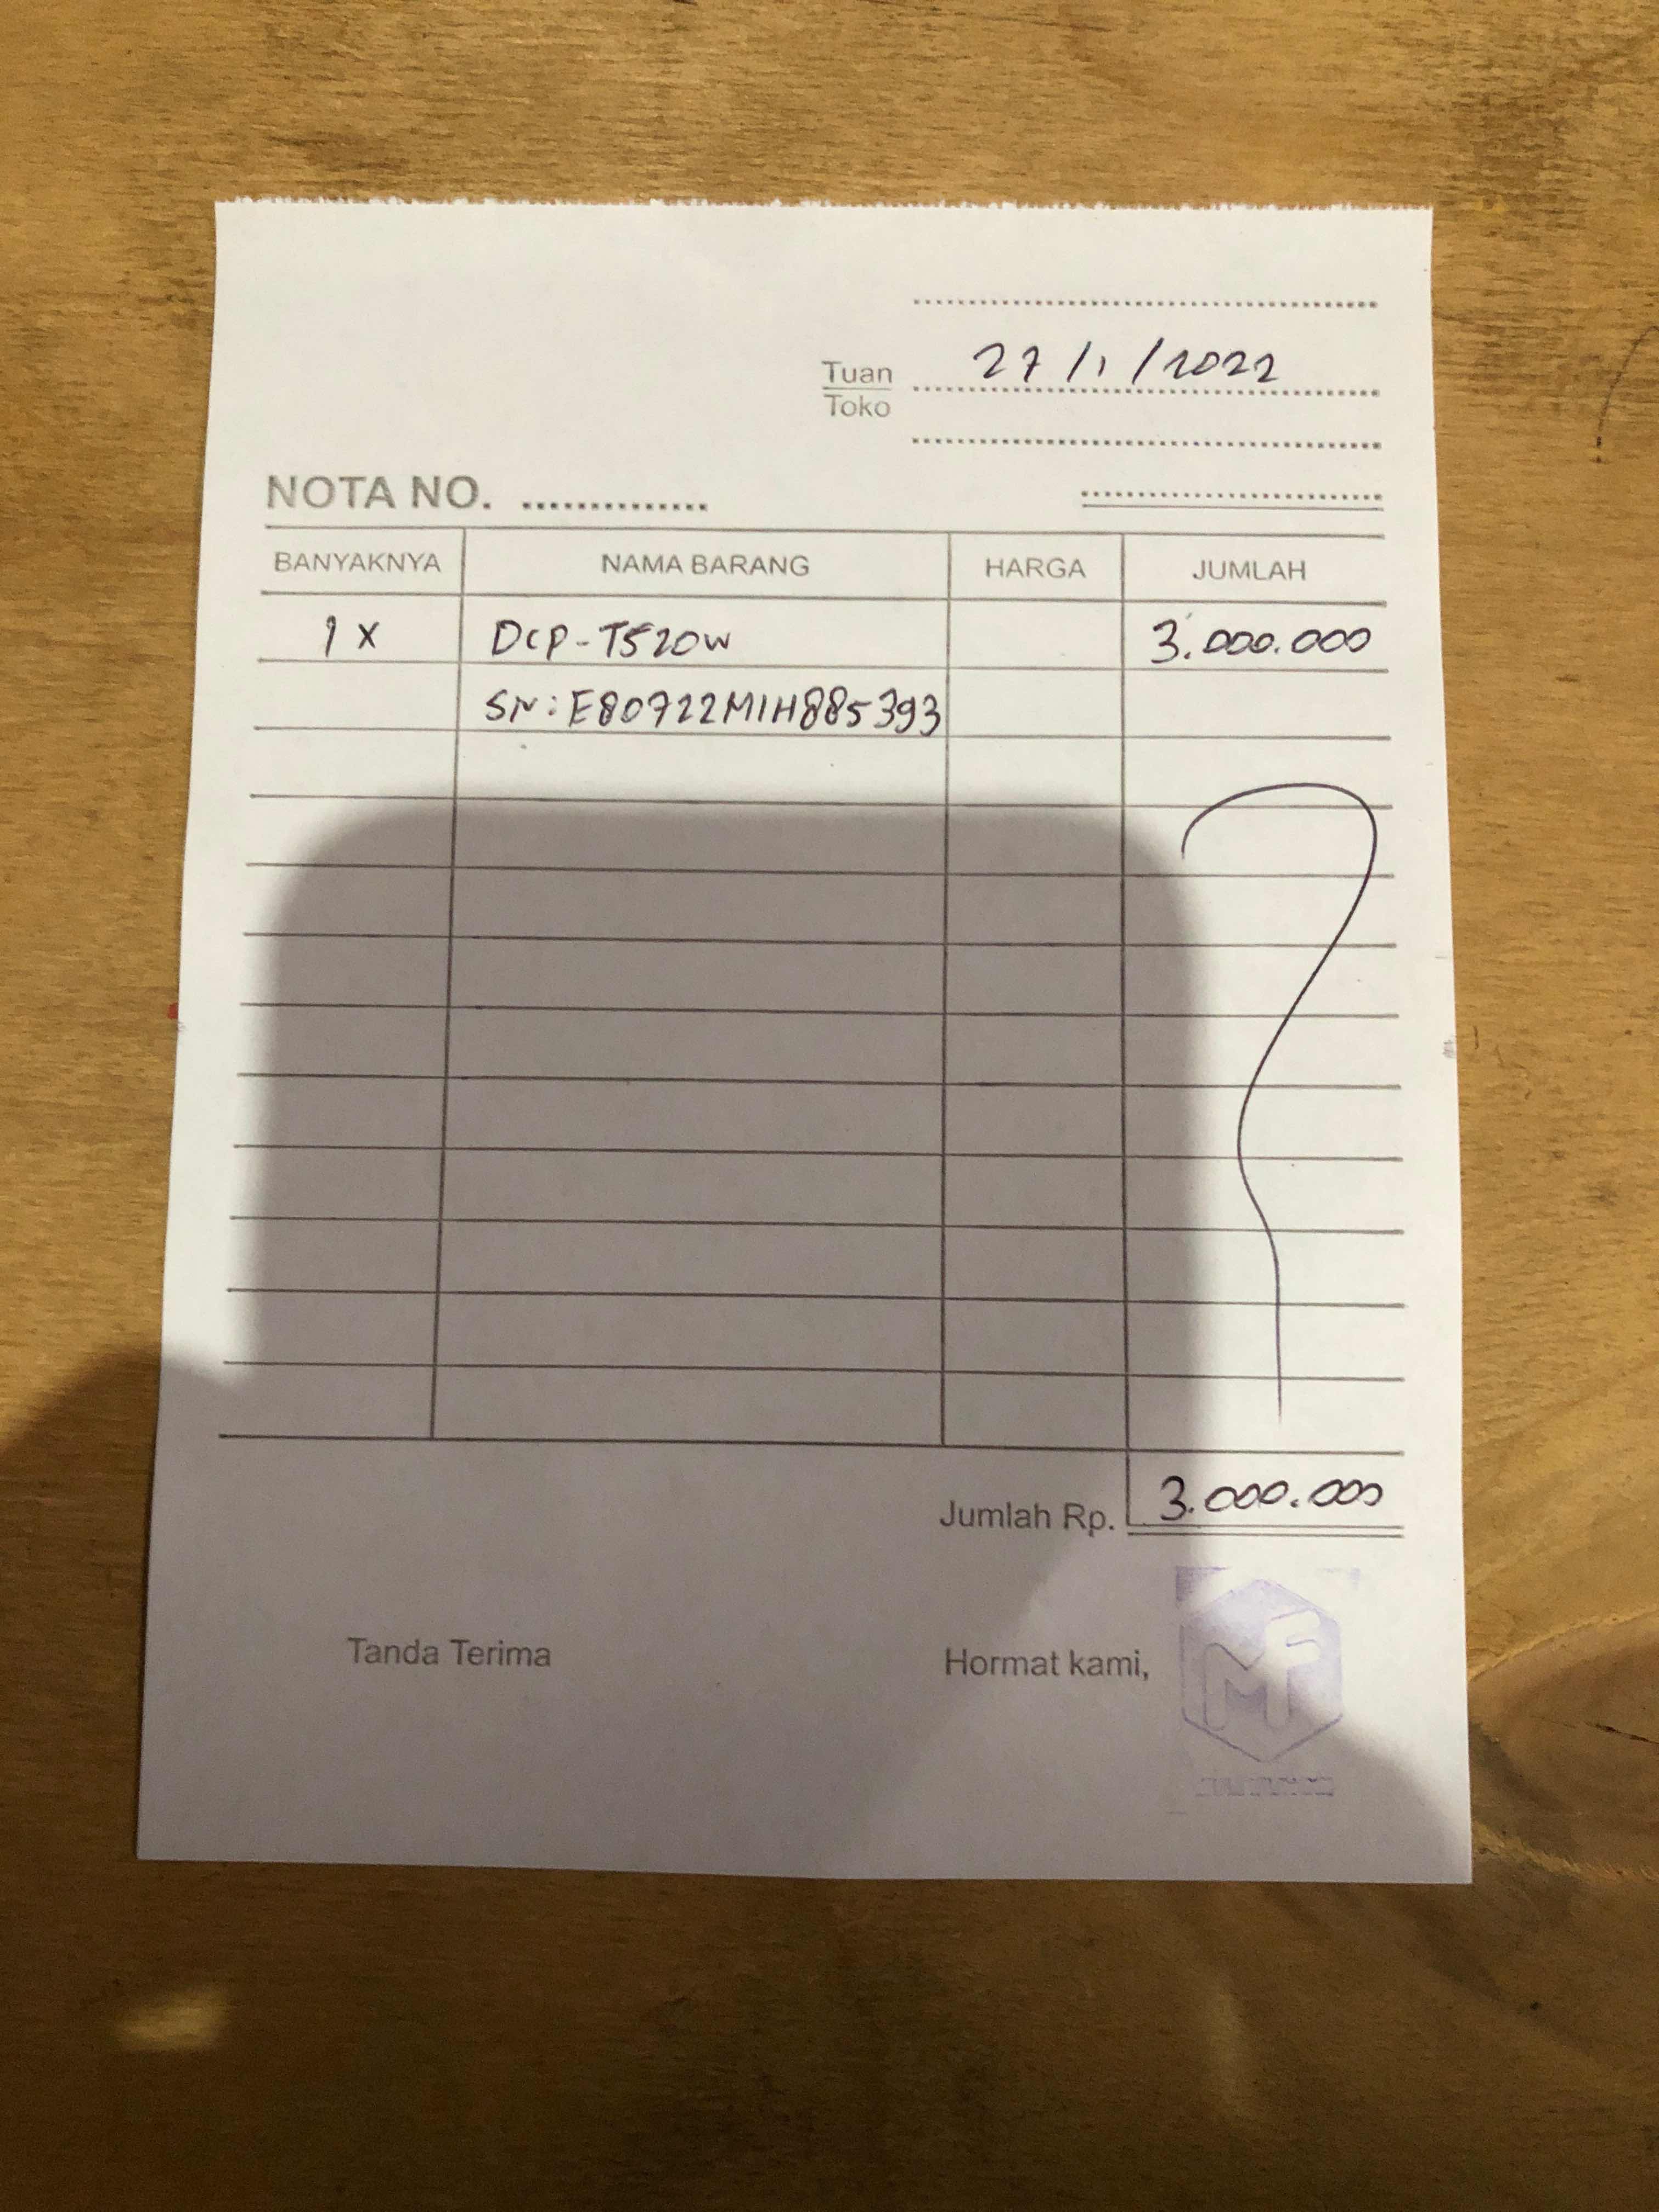 27/1/2022
Tuan
Toko
NOTA NO. ..............
BANYAKNYA NAMA BARANG HARGA JUMLAH
1 x DCP-T520W 3.000.000
SN: E80722M1H885393
Jumlah Rp. 3.000.000
Tanda Terima Hormat kami,
MF